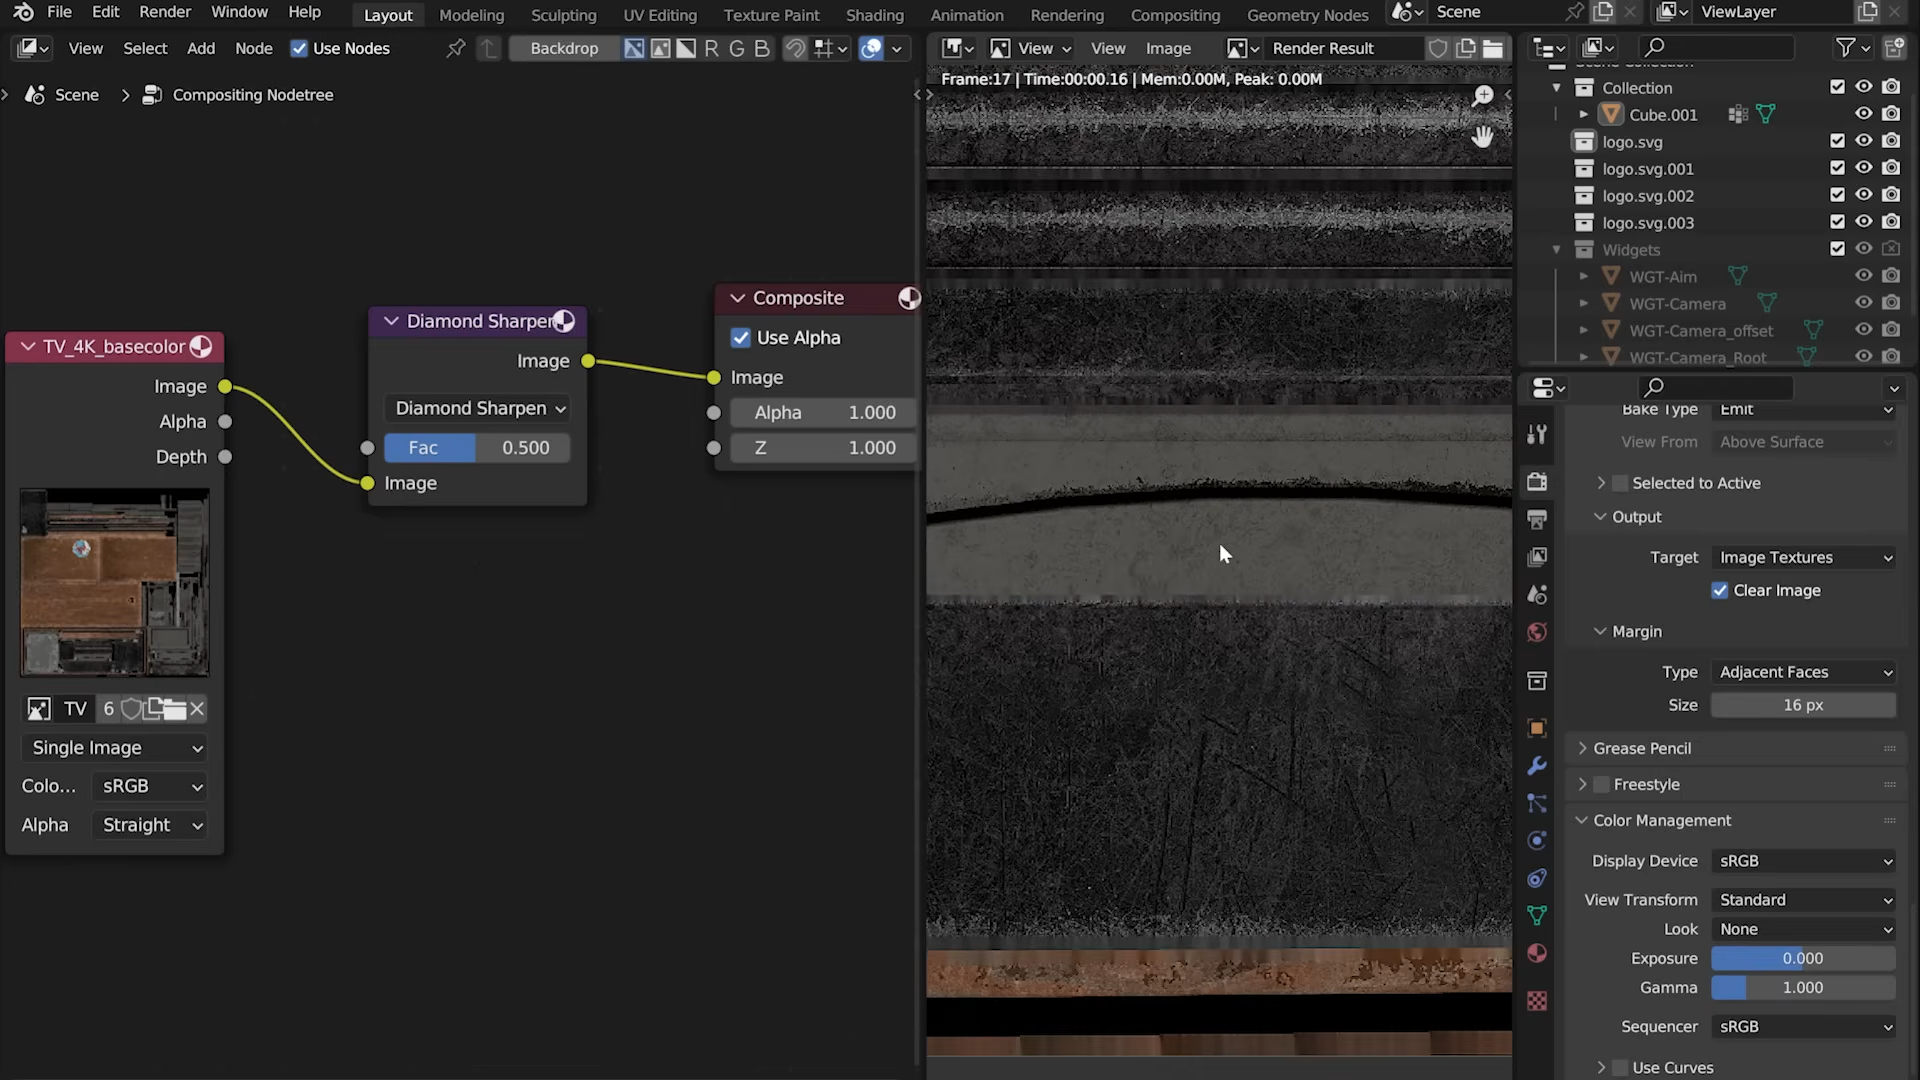 File Edit Render Window Help Layout Modeling Sculpting UV Editing Texture Paint Shading Animation Rendering Compositing Geometry Nodes Scene ViewLayer
View Select Add Node Use Nodes Backdrop R G B View View Image Render Result
Frame:17 | Time:00:00.16 | Mem:0.00M, Peak: 0.00M
Scene > Compositing Nodetree
TV_4K_basecolor
Image
Alpha
Depth
TV 6
Single Image
Colo... sRGB
Alpha Straight
Diamond Sharpen
Image
Diamond Sharpen
Fac 0.500
Image
Composite
Use Alpha
Image
Alpha 1.000
Z 1.000
Scene Collection
Collection
Cube.001
logo.svg
logo.svg.001
logo.svg.002
logo.svg.003
Widgets
WGT-Aim
WGT-Camera
WGT-Camera_offset
WGT-Camera_Root
Bake Type Emit
View From Above Surface
Selected to Active
Output
Target Image Textures
Clear Image
Margin
Type Adjacent Faces
Size 16 px
Grease Pencil
Freestyle
Color Management
Display Device sRGB
View Transform Standard
Look None
Exposure 0.000
Gamma 1.000
Sequencer sRGB
Use Curves